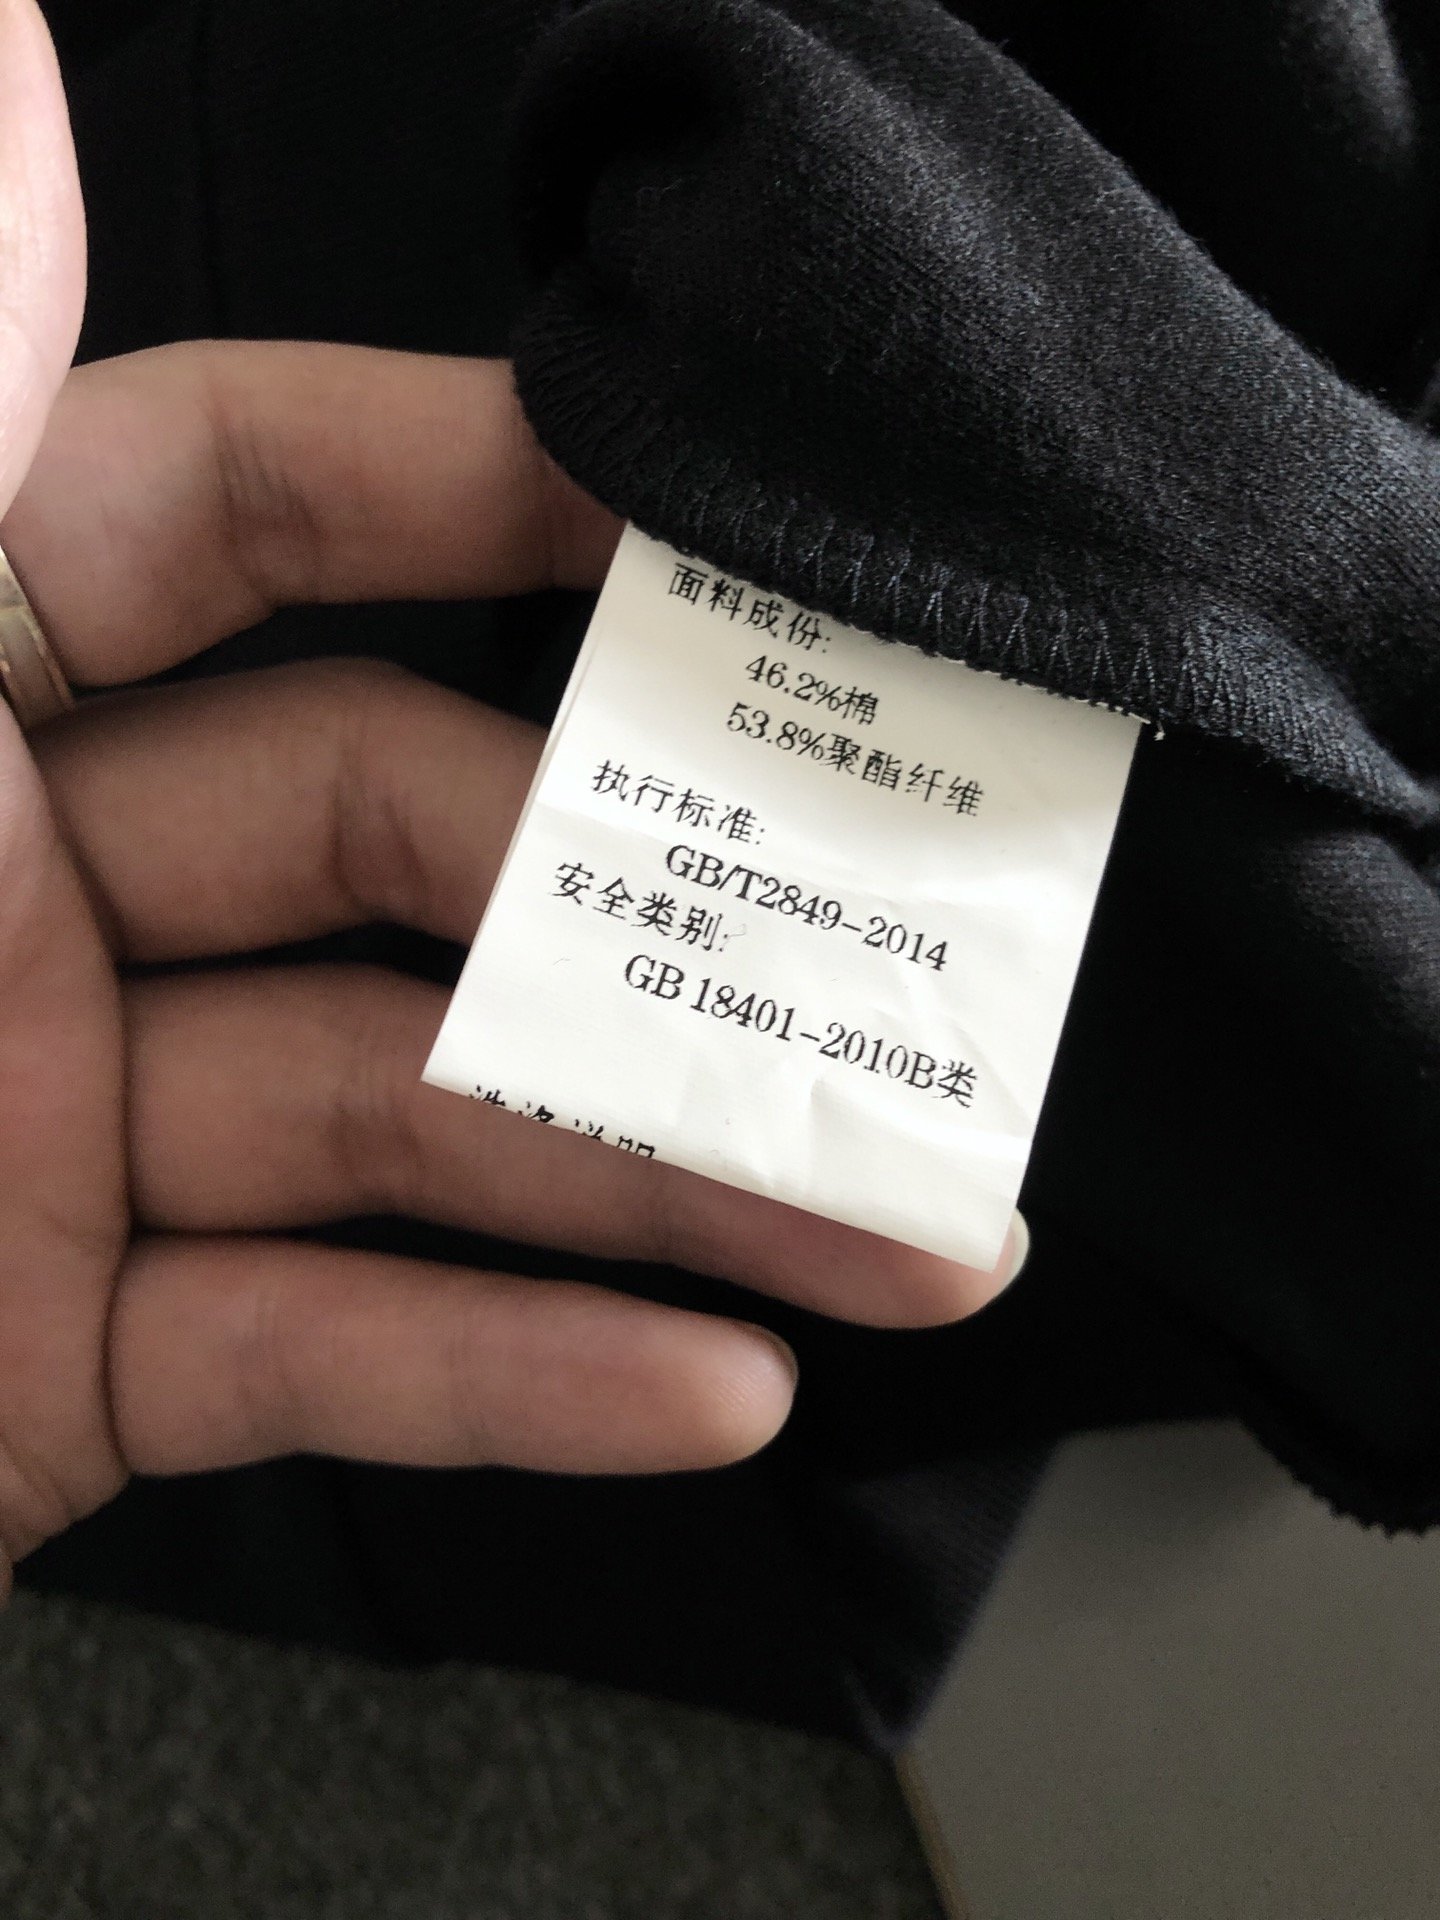 面料成份:
46.2%棉
53.8%聚酯纤维
执行标准:
GB/T2849-2014
安全类别:
GB 18401-2010B类